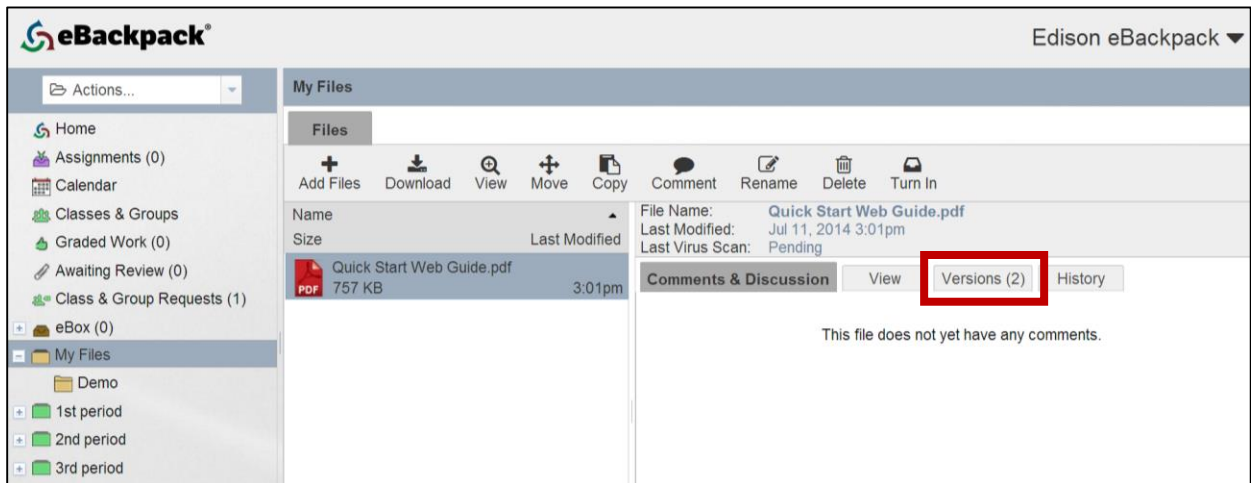 eBackpack®
Edison eBackpack
Actions...
Home
Assignments (0)
Calendar
Classes & Groups
Graded Work (0)
Awaiting Review (0)
Class & Group Requests (1)
eBox (0)
My Files
Demo
1st period
2nd period
3rd period
My Files
Files
Add Files Download View Move Copy Comment Rename Delete Turn In
Name
Size Last Modified
Quick Start Web Guide.pdf
PDF 757 KB 3:01pm
File Name: Quick Start Web Guide.pdf
Last Modified: Jul 11, 2014 3:01pm
Last Virus Scan: Pending
Comments & Discussion View Versions (2) History
This file does not yet have any comments.